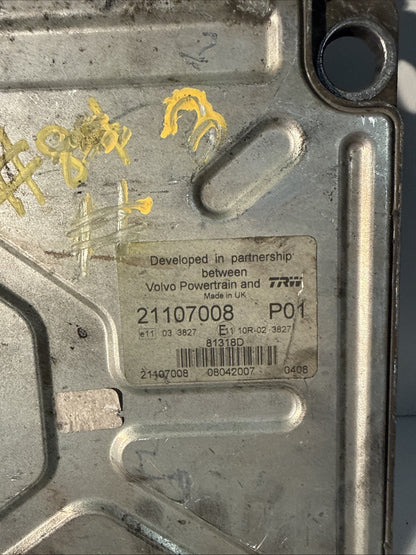 Developed in partnership
between
Volvo Powertrain and TRW
Made in UK
21107008 P01
e11 03 3827 E11 10R-02 3827
81318D
21107008 08042007 0408